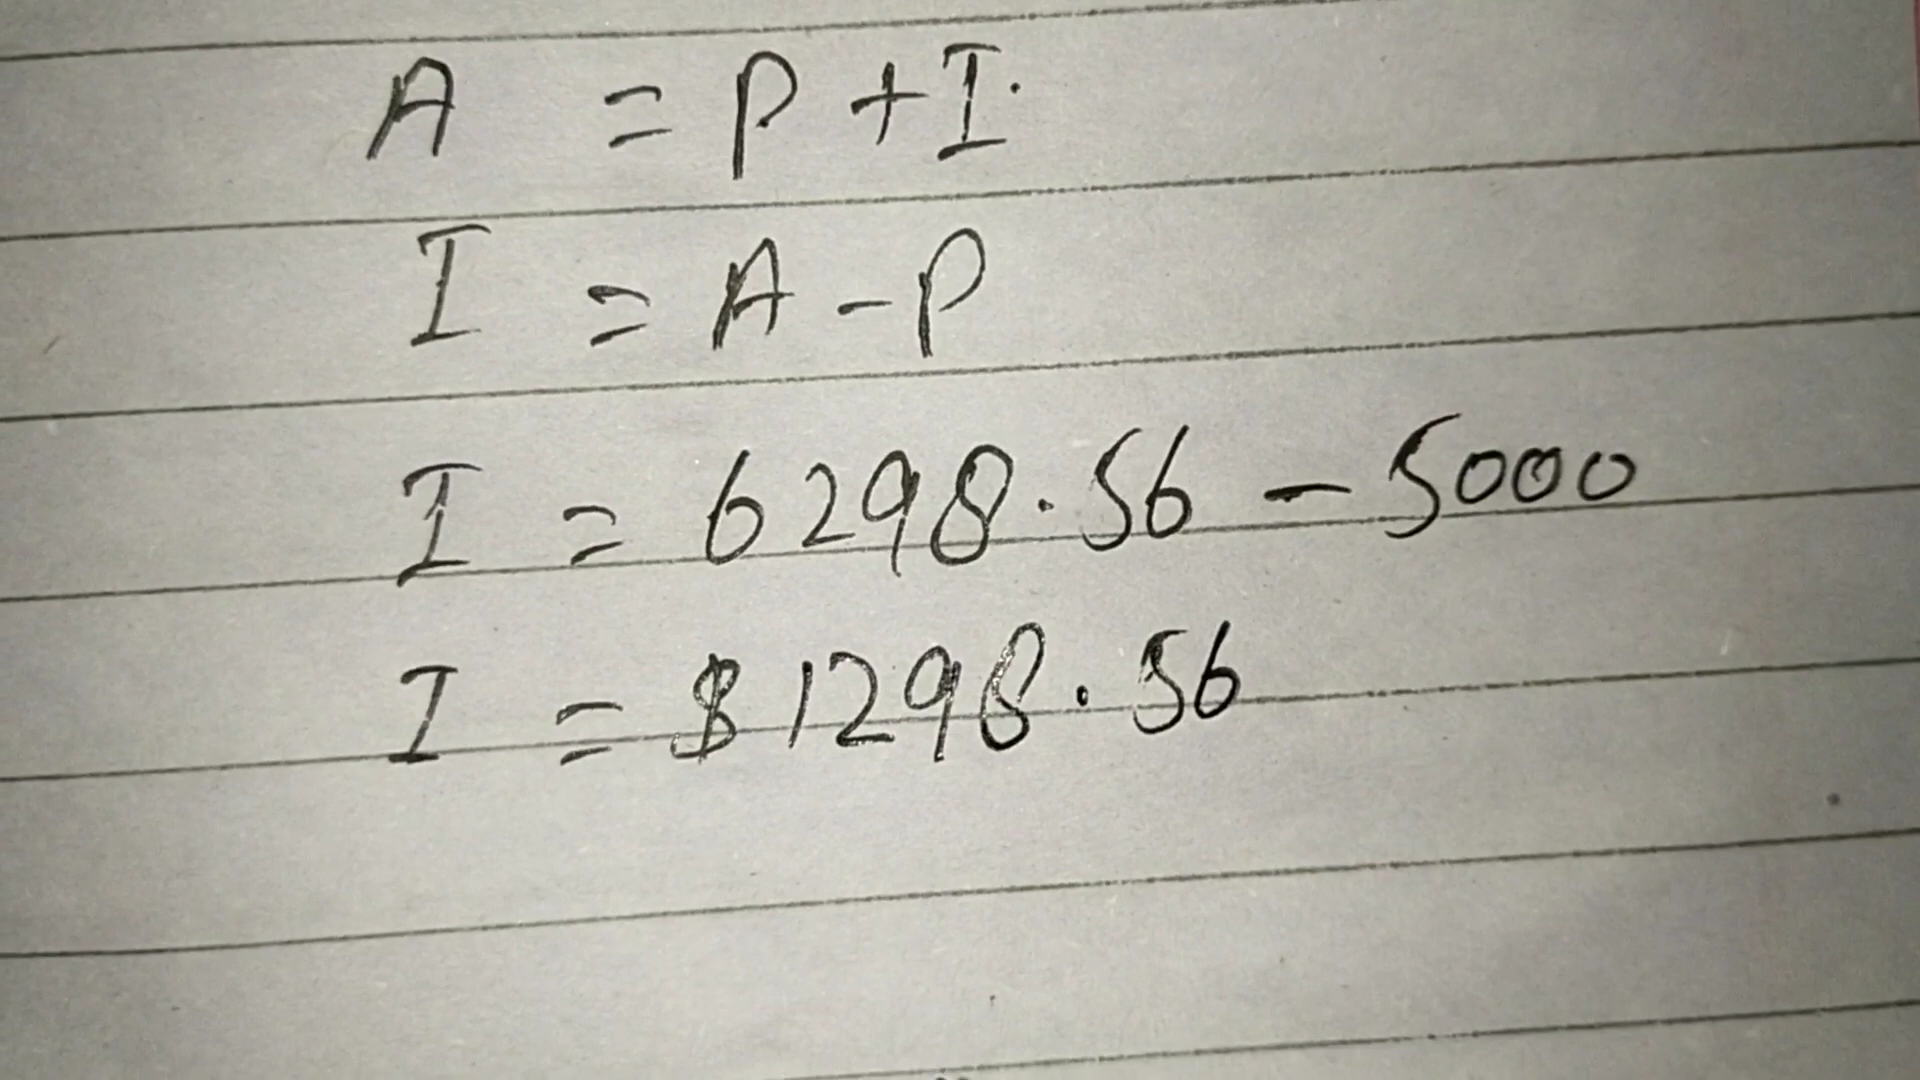 A = P + I.
I = A - P
I = 6298.56 - 5000
I = $1298.56